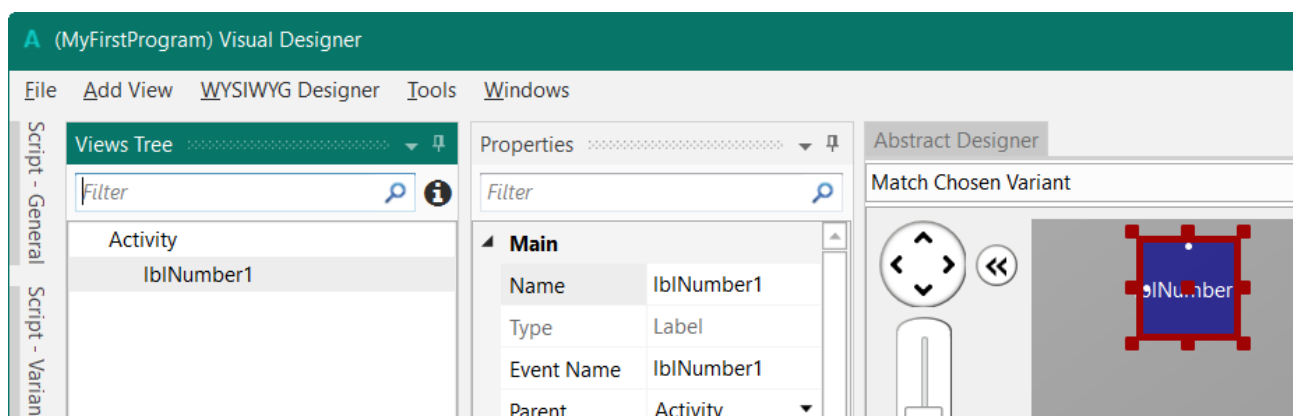 A (MyFirstProgram) Visual Designer
File Add View WYSIWYG Designer Tools Windows
Script - General
Script - Varian
Views Tree
Filter
Activity
lblNumber1
Properties
Filter
Main
Name lblNumber1
Type Label
Event Name lblNumber1
Parent Activity
Abstract Designer
Match Chosen Variant
blNumber